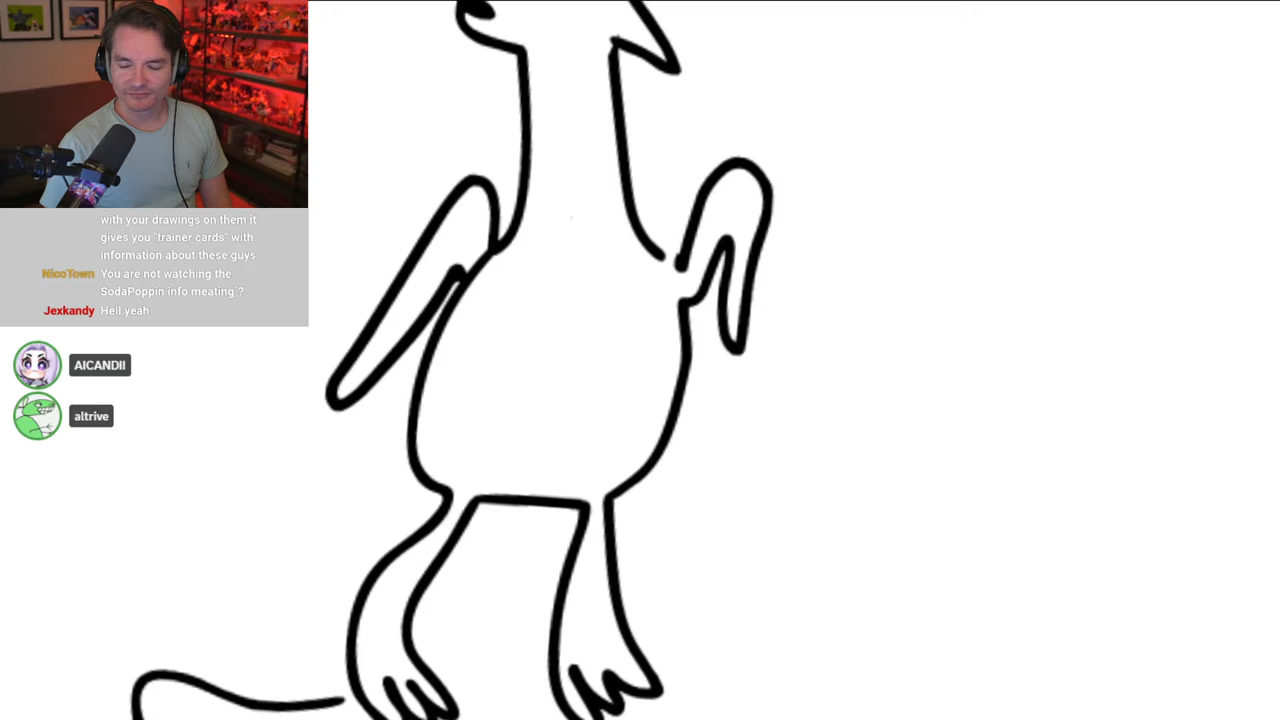 with your drawings on them it
gives you "trainer cards" with
information about these guys
NicoTown You are not watching the
SodaPoppin info meating'?
Jexkandy Hell yeah
AICANDII
altrive